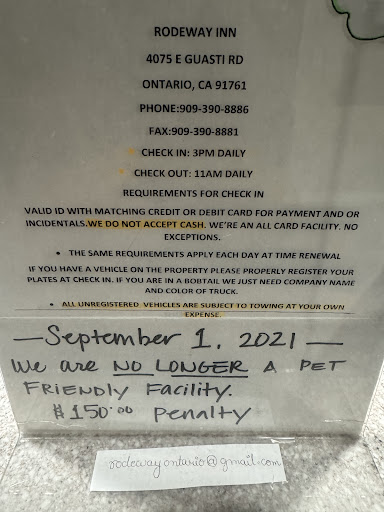 RODEWAY INN
4075 E GUASTI RD
ONTARIO, CA 91761
PHONE:909-390-8886
FAX:909-390-8881
• CHECK IN: 3PM DAILY
• CHECK OUT: 11AM DAILY
REQUIREMENTS FOR CHECK IN
VALID ID WITH MATCHING CREDIT OR DEBIT CARD FOR PAYMENT AND OR
INCIDENTALS.WE DO NOT ACCEPT CASH. WE'RE AN ALL CARD FACILITY. NO
EXCEPTIONS.
• THE SAME REQUIREMENTS APPLY EACH DAY AT TIME RENEWAL
IF YOU HAVE A VEHICLE ON THE PROPERTY PLEASE PROPERLY REGISTER YOUR
PLATES AT CHECK IN. IF YOU ARE IN A BOBTAIL WE JUST NEED COMPANY NAME
AND COLOR OF TRUCK.
• ALL UNREGISTERED VEHICLES ARE SUBJECT TO TOWING AT YOUR OWN
EXPENSE.
— September 1, 2021 —
We are NO LONGER A PET
FRIENDLY Facility.
$150.00 Penalty
rodewayontario@gmail.com